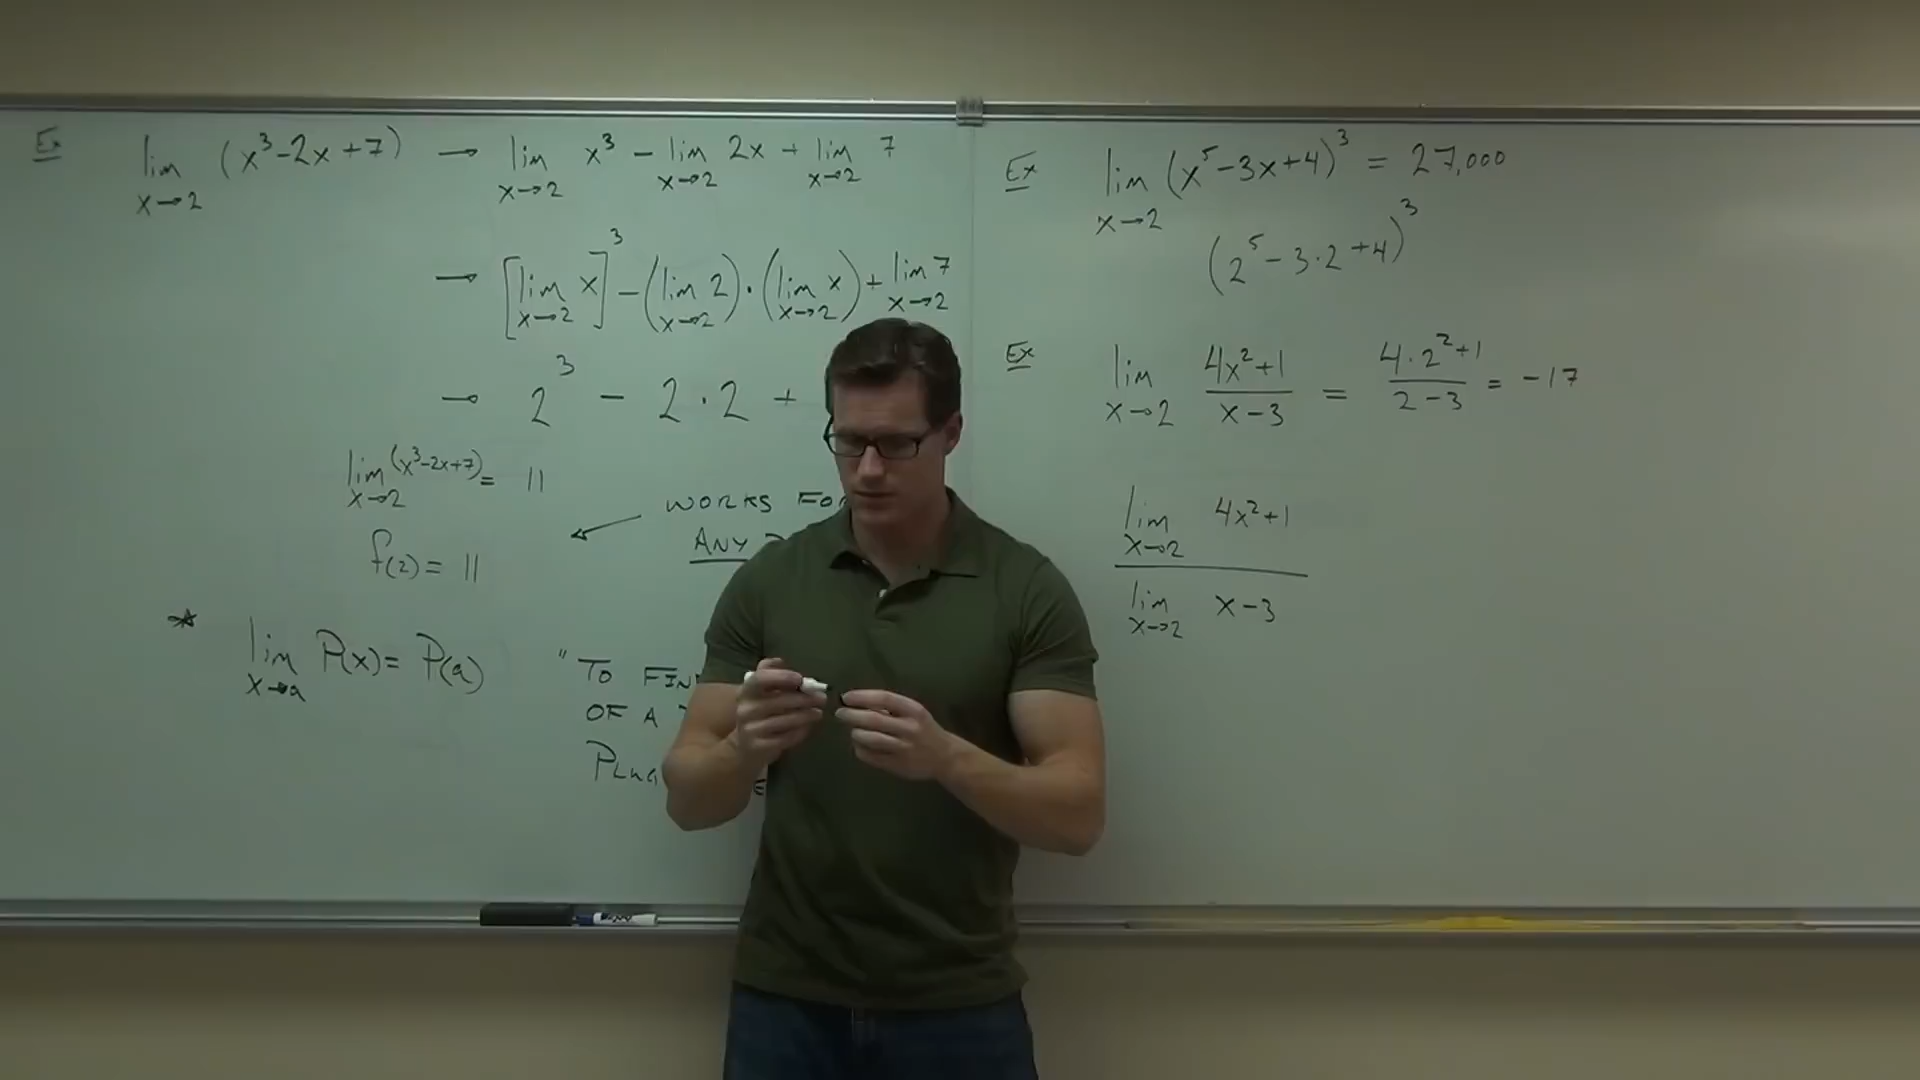 Ex lim x→2 (x³-2x+7) → lim x→2 x³ - lim x→2 2x + lim x→2 7
→ [lim x→2 x]³ - (lim x→2 2)·(lim x→2 x) + lim x→2 7
→ 2³ - 2·2 +
lim x→2 (x³-2x+7) = 11
WORKS FOR
ANY
f(2) = 11
* lim x→a P(x) = P(a)
"TO FIND
OF A
PLUG
Ex lim x→2 (x⁵-3x+4)³ = 27,000
(2⁵-3·2+4)³
Ex lim x→2 (4x²+1)/(x-3) = (4·2²+1)/(2-3) = -17
lim x→2 4x²+1
lim x→2 x-3